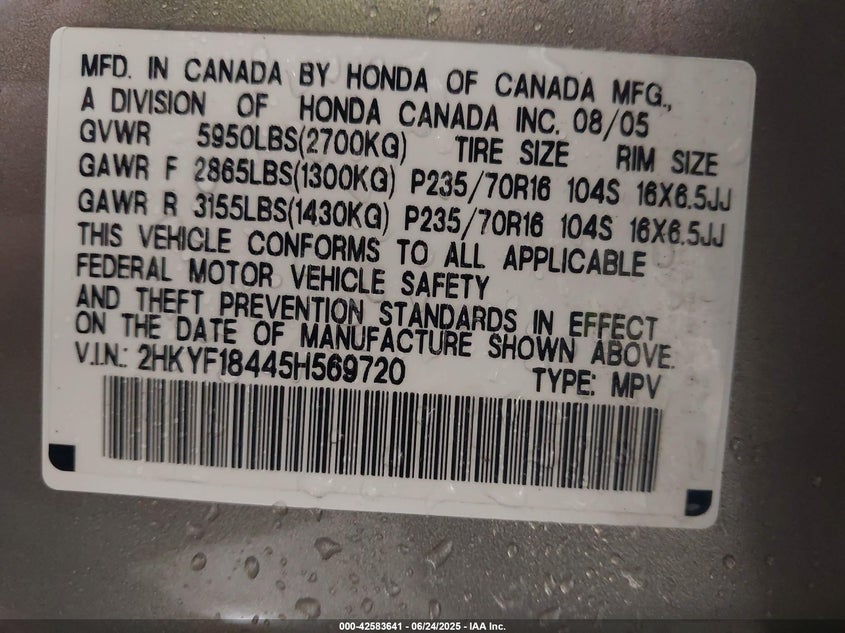 MFD. IN CANADA BY HONDA OF CANADA MFG.,
A DIVISION OF HONDA CANADA INC. 08/05
GVWR 5950LBS(2700KG) TIRE SIZE RIM SIZE
GAWR F 2865LBS(1300KG) P235/70R16 104S 16X6.5JJ
GAWR R 3155LBS(1430KG) P235/70R16 104S 16X6.5JJ
THIS VEHICLE CONFORMS TO ALL APPLICABLE
FEDERAL MOTOR VEHICLE SAFETY
AND THEFT PREVENTION STANDARDS IN EFFECT
ON THE DATE OF MANUFACTURE SHOWN ABOVE.
V.I.N.: 2HKYF18445H569720 TYPE: MPV
000-42583641 - 06/24/2025 - IAA Inc.